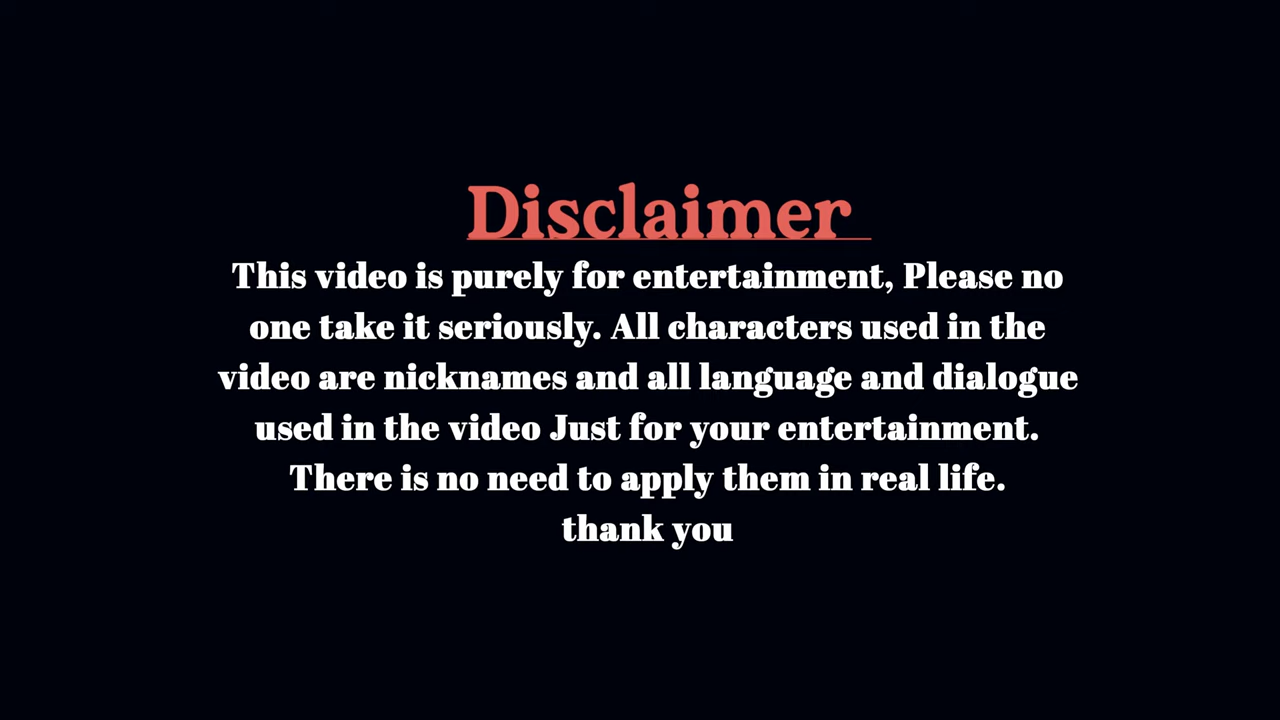 Disclaimer
This video is purely for entertainment, Please no
one take it seriously. All characters used in the
video are nicknames and all language and dialogue
used in the video Just for your entertainment.
There is no need to apply them in real life.
thank you